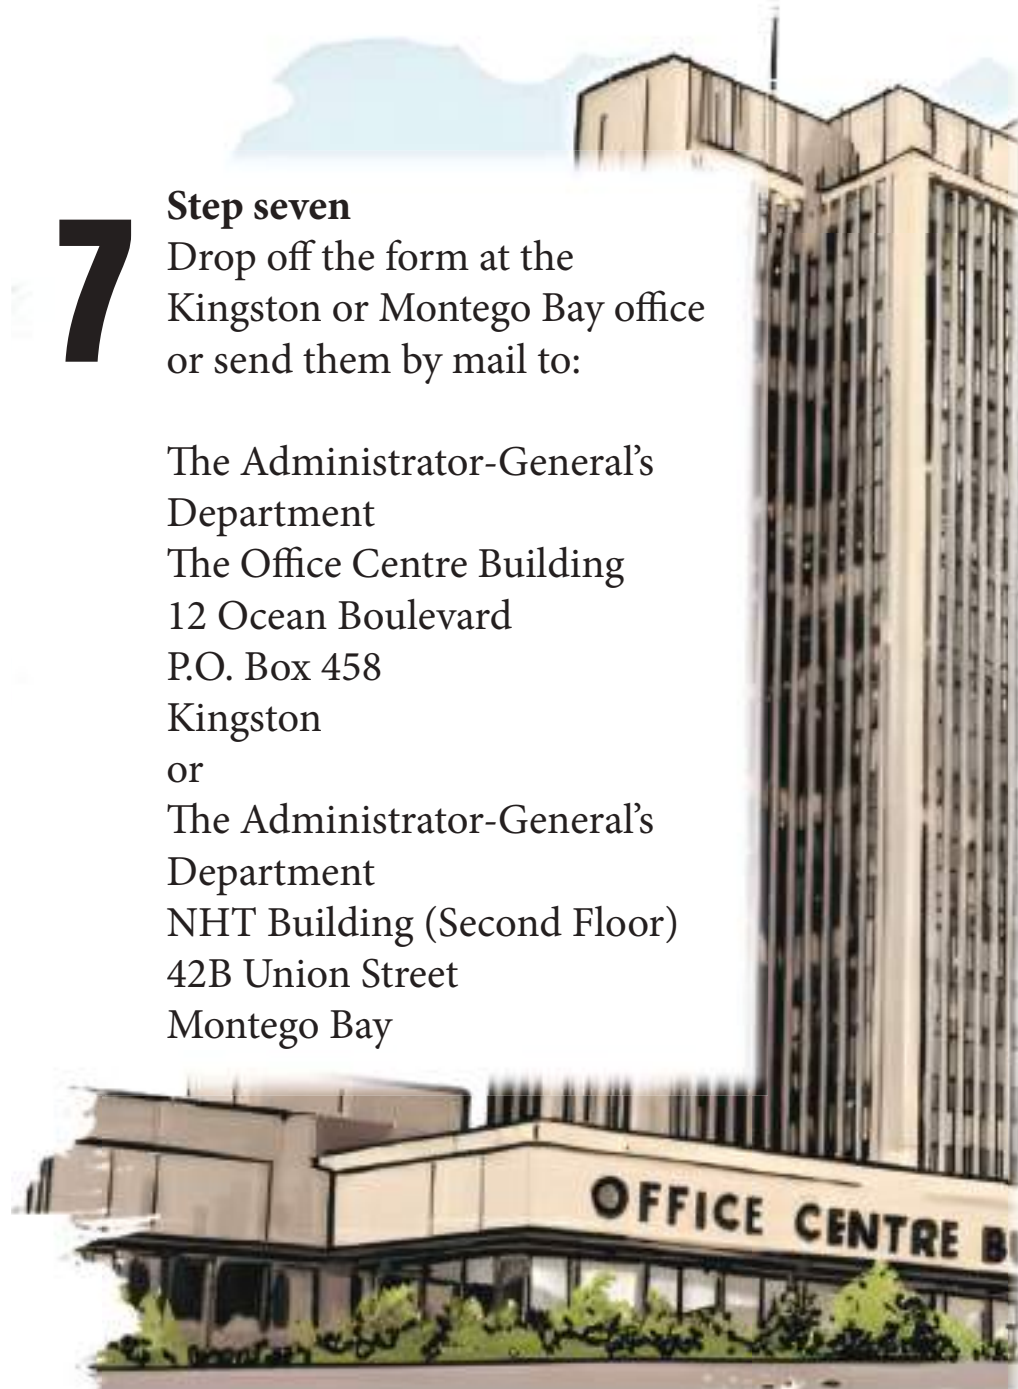 7
Step seven
Drop off the form at the
Kingston or Montego Bay office
or send them by mail to:
The Administrator-General’s
Department
The Office Centre Building
12 Ocean Boulevard
P.O. Box 458
Kingston
or
The Administrator-General’s
Department
NHT Building (Second Floor)
42B Union Street
Montego Bay
OFFICE CENTRE B